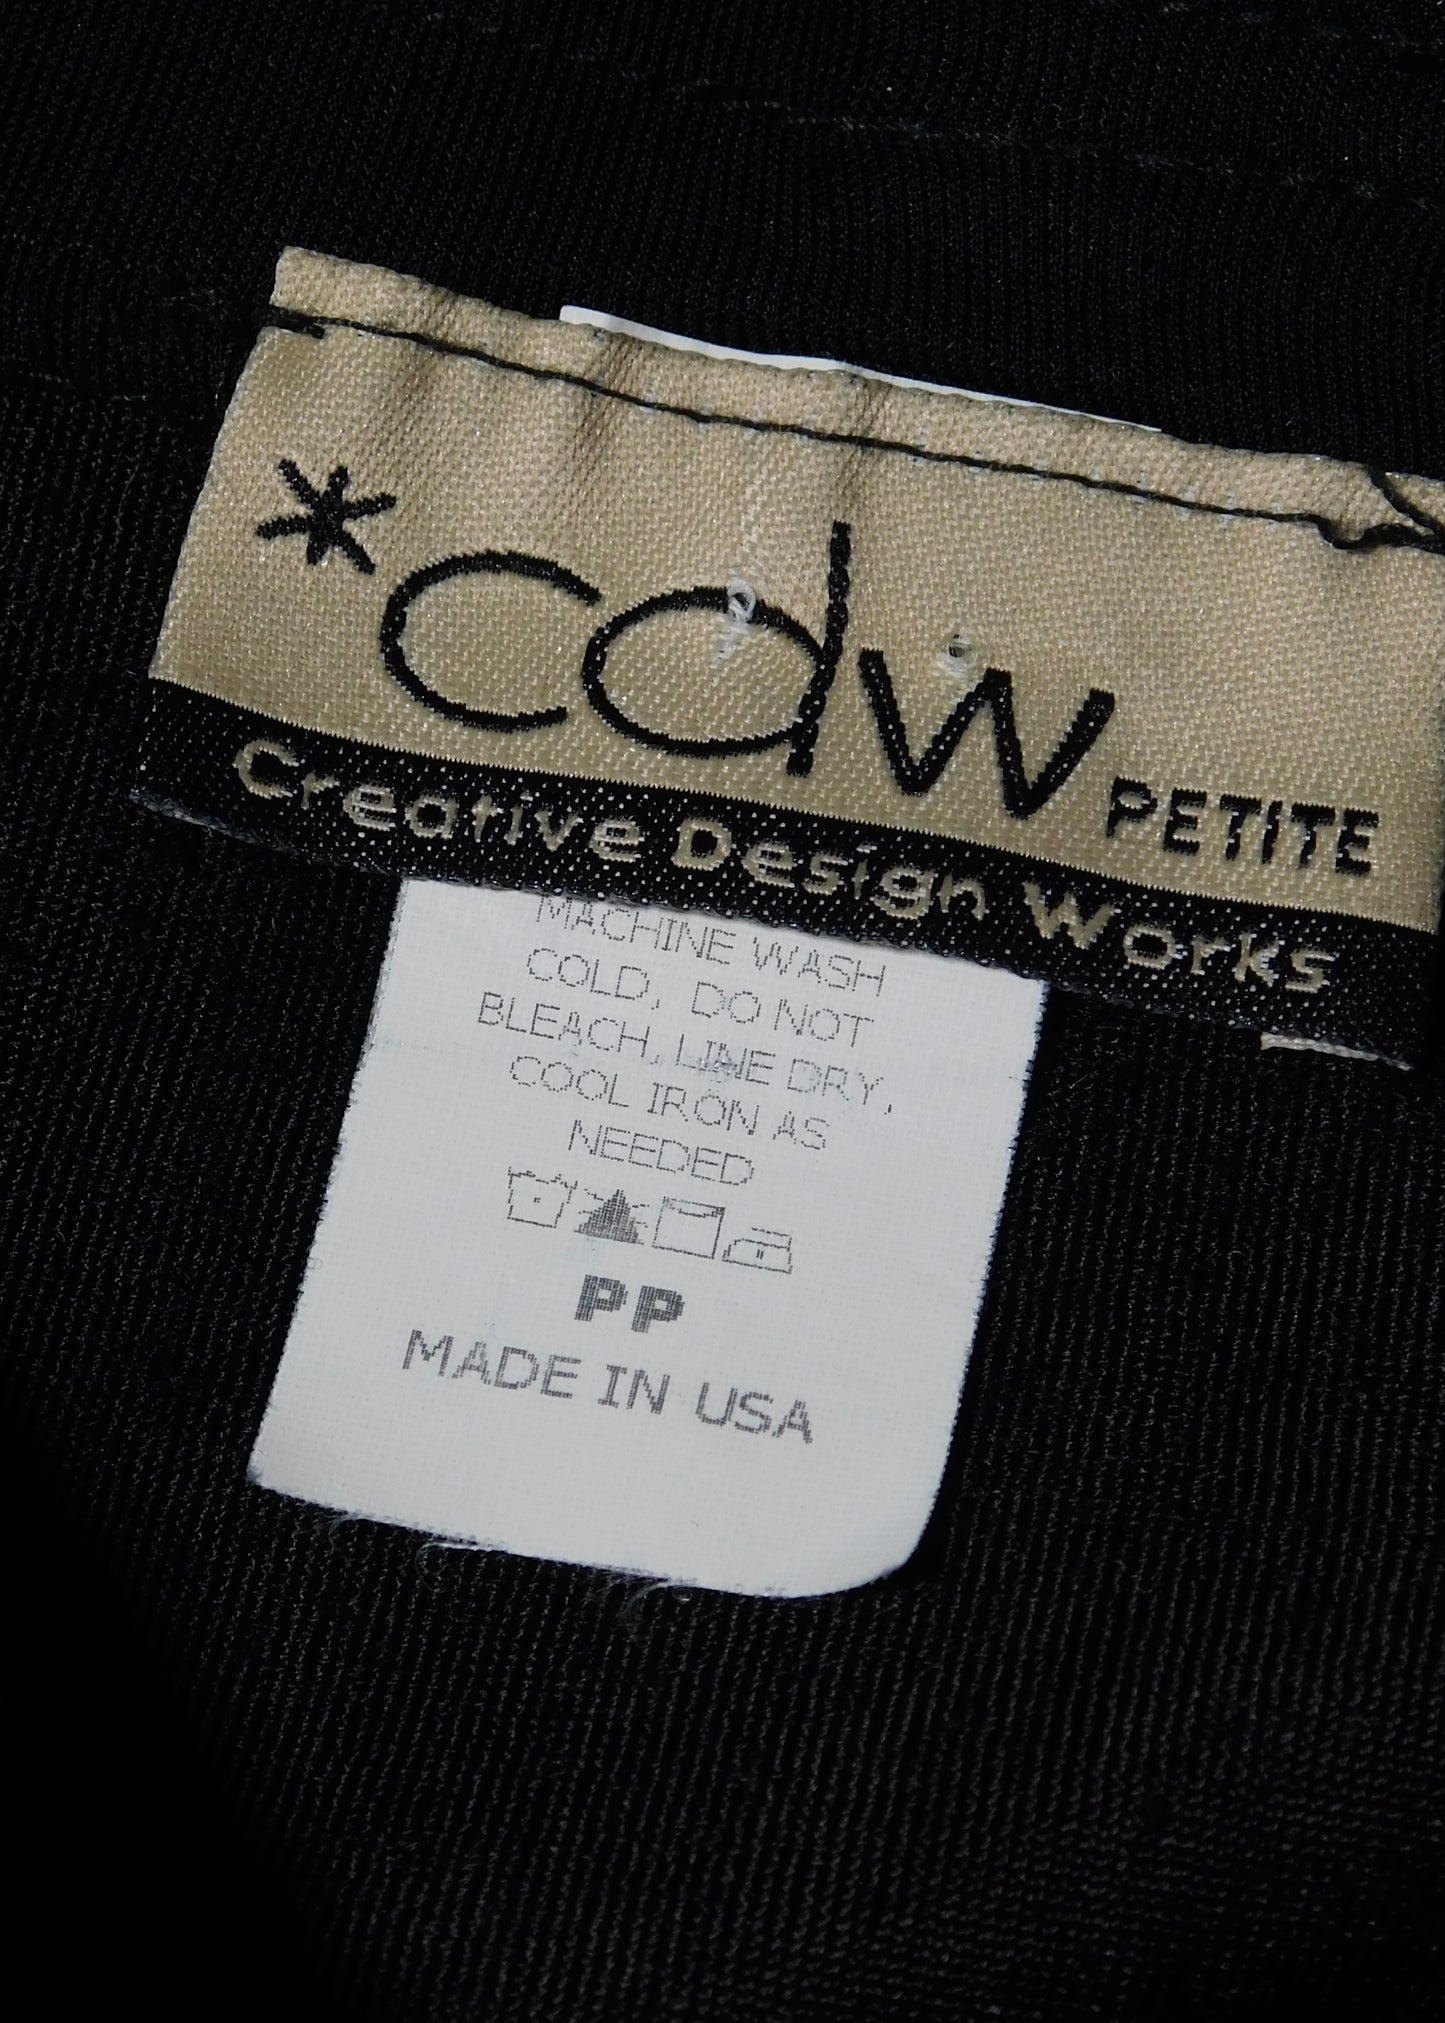 *cdw PETITE
Creative Design Works
MACHINE WASH
COLD, DO NOT
BLEACH, LINE DRY,
COOL IRON AS
NEEDED
PP
MADE IN USA